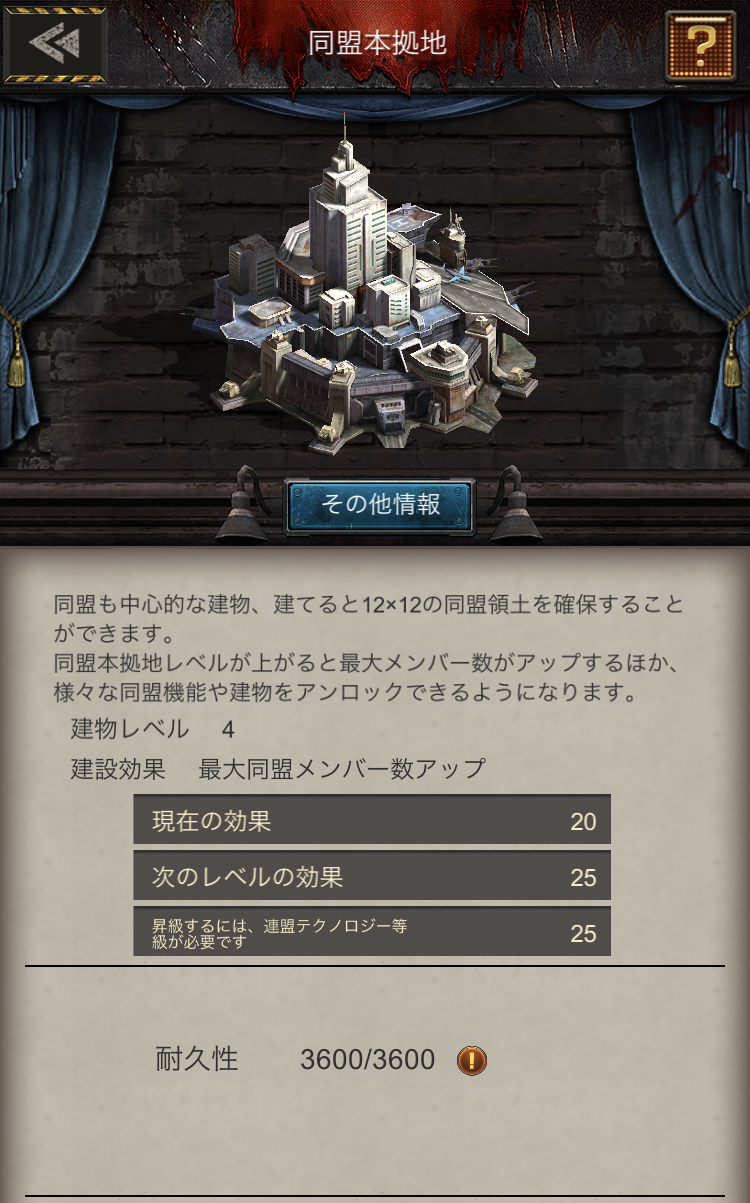 同盟本拠地
?
その他情報
同盟も中心的な建物、建てると12×12の同盟領土を確保すること
ができます。
同盟本拠地レベルが上がると最大メンバー数がアップするほか、
様々な同盟機能や建物をアンロックできるようになります。
建物レベル 4
建設効果 最大同盟メンバー数アップ
現在の効果 20
次のレベルの効果 25
昇級するには、連盟テクノロジー等
級が必要です 25
耐久性 3600/3600 !